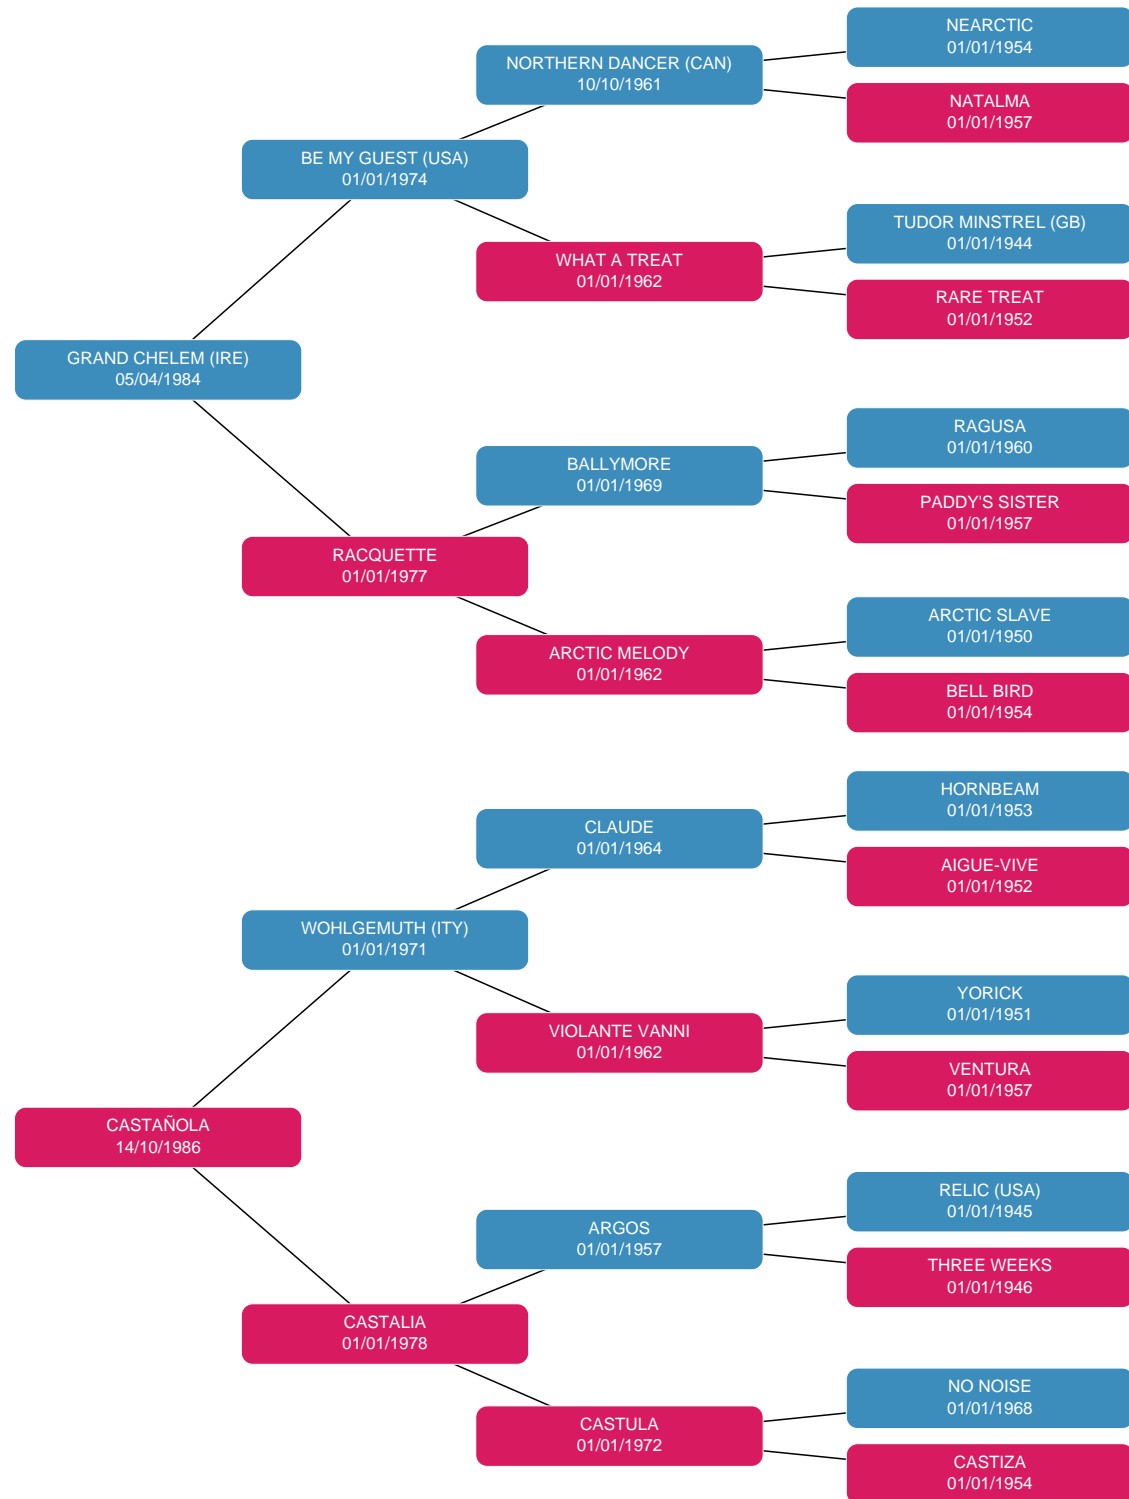 NEARCTIC
01/01/1954
NORTHERN DANCER (CAN)
10/10/1961
NATALMA
01/01/1957
BE MY GUEST (USA)
01/01/1974
TUDOR MINSTREL (GB)
01/01/1944
WHAT A TREAT
01/01/1962
RARE TREAT
01/01/1952
GRAND CHELEM (IRE)
05/04/1984
RAGUSA
01/01/1960
BALLYMORE
01/01/1969
PADDY'S SISTER
01/01/1957
RACQUETTE
01/01/1977
ARCTIC SLAVE
01/01/1950
ARCTIC MELODY
01/01/1962
BELL BIRD
01/01/1954
HORNBEAM
01/01/1953
CLAUDE
01/01/1964
AIGUE-VIVE
01/01/1952
WOHLGEMUTH (ITY)
01/01/1971
YORICK
01/01/1951
VIOLANTE VANNI
01/01/1962
VENTURA
01/01/1957
CASTAÑOLA
14/10/1986
RELIC (USA)
01/01/1945
ARGOS
01/01/1957
THREE WEEKS
01/01/1946
CASTALIA
01/01/1978
NO NOISE
01/01/1968
CASTULA
01/01/1972
CASTIZA
01/01/1954